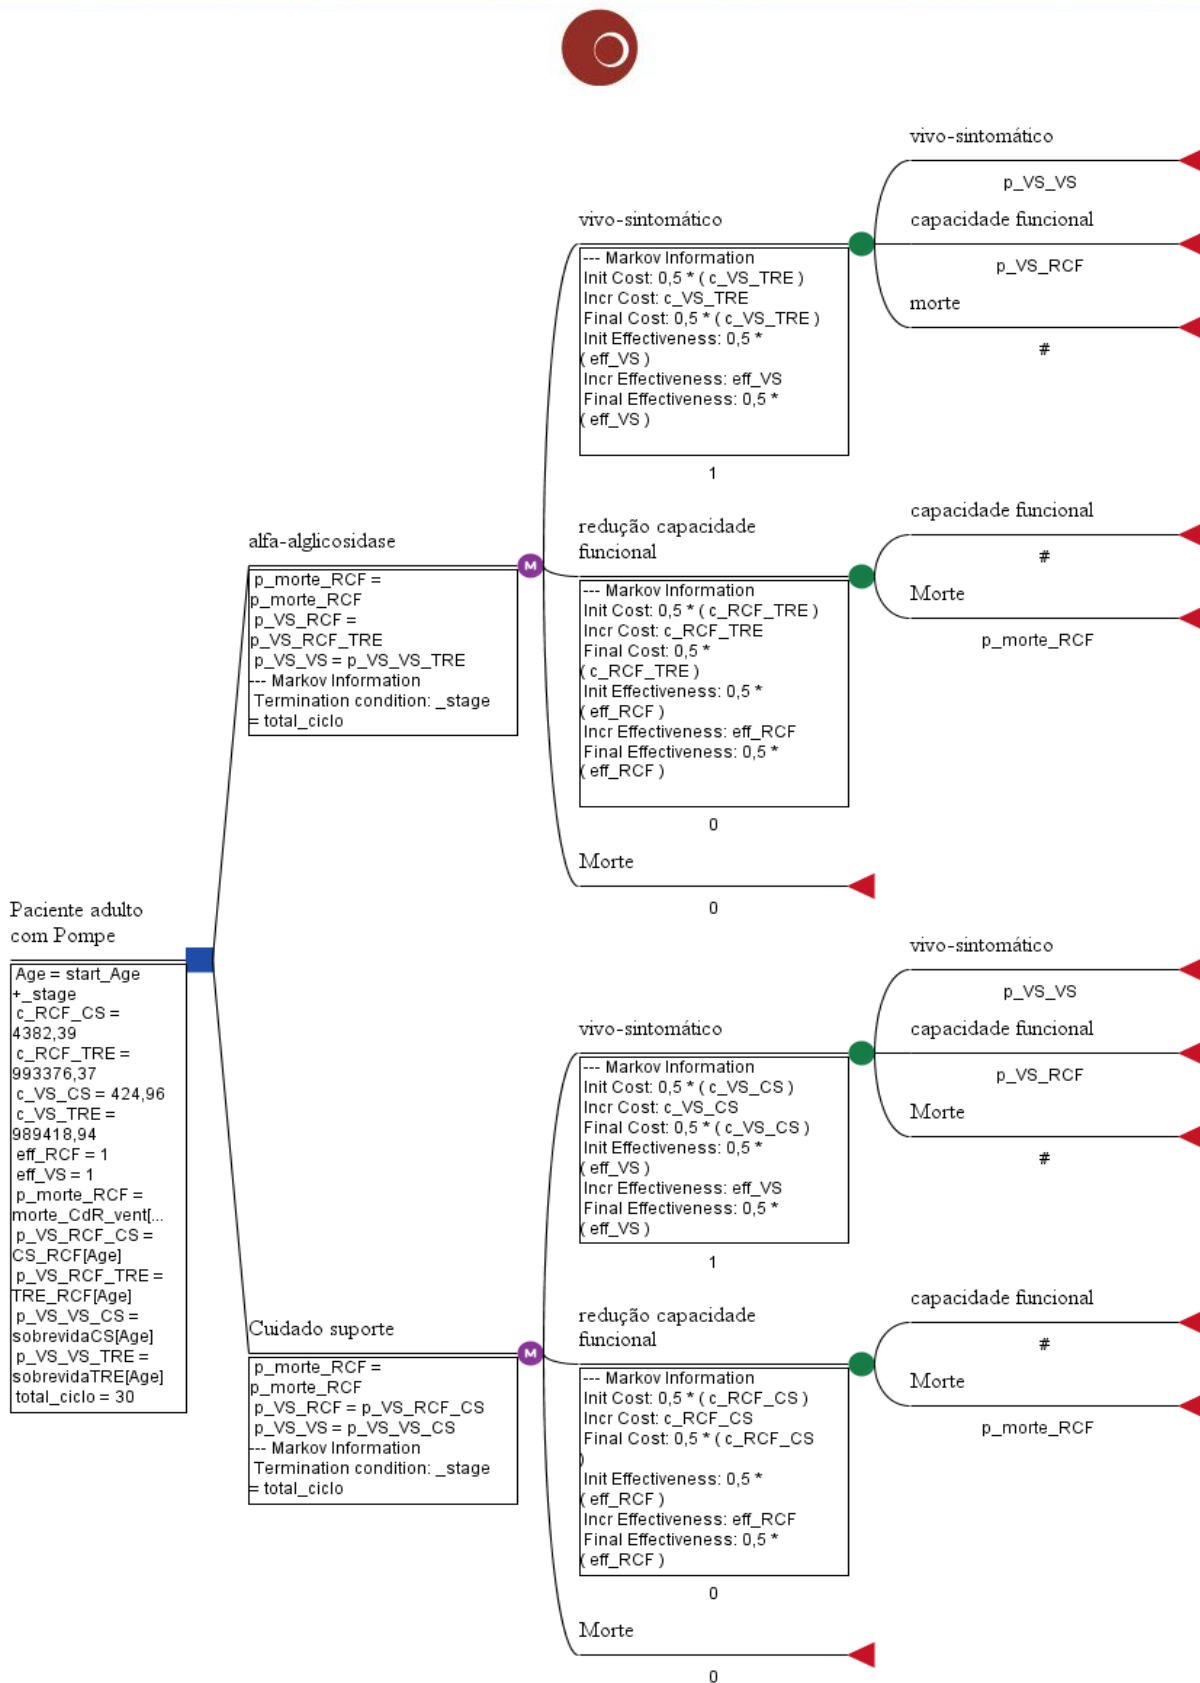 vivo-sintomático
p_VS_VS
capacidade funcional
p_VS_RCF
morte
#
vivo-sintomático
--- Markov Information
Init Cost: 0,5 * ( c_VS_TRE )
Incr Cost: c_VS_TRE
Final Cost: 0,5 * ( c_VS_TRE )
Init Effectiveness: 0,5 *
( eff_VS )
Incr Effectiveness: eff_VS
Final Effectiveness: 0,5 *
( eff_VS )
1
capacidade funcional
#
Morte
p_morte_RCF
redução capacidade
funcional
--- Markov Information
Init Cost: 0,5 * ( c_RCF_TRE )
Incr Cost: c_RCF_TRE
Final Cost: 0,5 *
( c_RCF_TRE )
Init Effectiveness: 0,5 *
( eff_RCF )
Incr Effectiveness: eff_RCF
Final Effectiveness: 0,5 *
( eff_RCF )
0
alfa-alglicosidase
M
p_morte_RCF =
p_morte_RCF
p_VS_RCF =
p_VS_RCF_TRE
p_VS_VS = p_VS_VS_TRE
--- Markov Information
Termination condition: _stage
= total_ciclo
Morte
0
Paciente adulto
com Pompe
Age = start_Age
+_stage
c_RCF_CS =
4382,39
c_RCF_TRE =
993376,37
c_VS_CS = 424,96
c_VS_TRE =
989418,94
eff_RCF = 1
eff_VS = 1
p_morte_RCF =
morte_CdR_vent[...
p_VS_RCF_CS =
CS_RCF[Age]
p_VS_RCF_TRE =
TRE_RCF[Age]
p_VS_VS_CS =
sobrevidaCS[Age]
p_VS_VS_TRE =
sobrevidaTRE[Age]
total_ciclo = 30
vivo-sintomático
p_VS_VS
capacidade funcional
p_VS_RCF
Morte
#
vivo-sintomático
--- Markov Information
Init Cost: 0,5 * ( c_VS_CS )
Incr Cost: c_VS_CS
Final Cost: 0,5 * ( c_VS_CS )
Init Effectiveness: 0,5 *
( eff_VS )
Incr Effectiveness: eff_VS
Final Effectiveness: 0,5 *
( eff_VS )
1
capacidade funcional
#
Morte
p_morte_RCF
redução capacidade
funcional
--- Markov Information
Init Cost: 0,5 * ( c_RCF_CS )
Incr Cost: c_RCF_CS
Final Cost: 0,5 * ( c_RCF_CS
)
Init Effectiveness: 0,5 *
( eff_RCF )
Incr Effectiveness: eff_RCF
Final Effectiveness: 0,5 *
( eff_RCF )
0
Cuidado suporte
M
p_morte_RCF =
p_morte_RCF
p_VS_RCF = p_VS_RCF_CS
p_VS_VS = p_VS_VS_CS
--- Markov Information
Termination condition: _stage
= total_ciclo
Morte
0